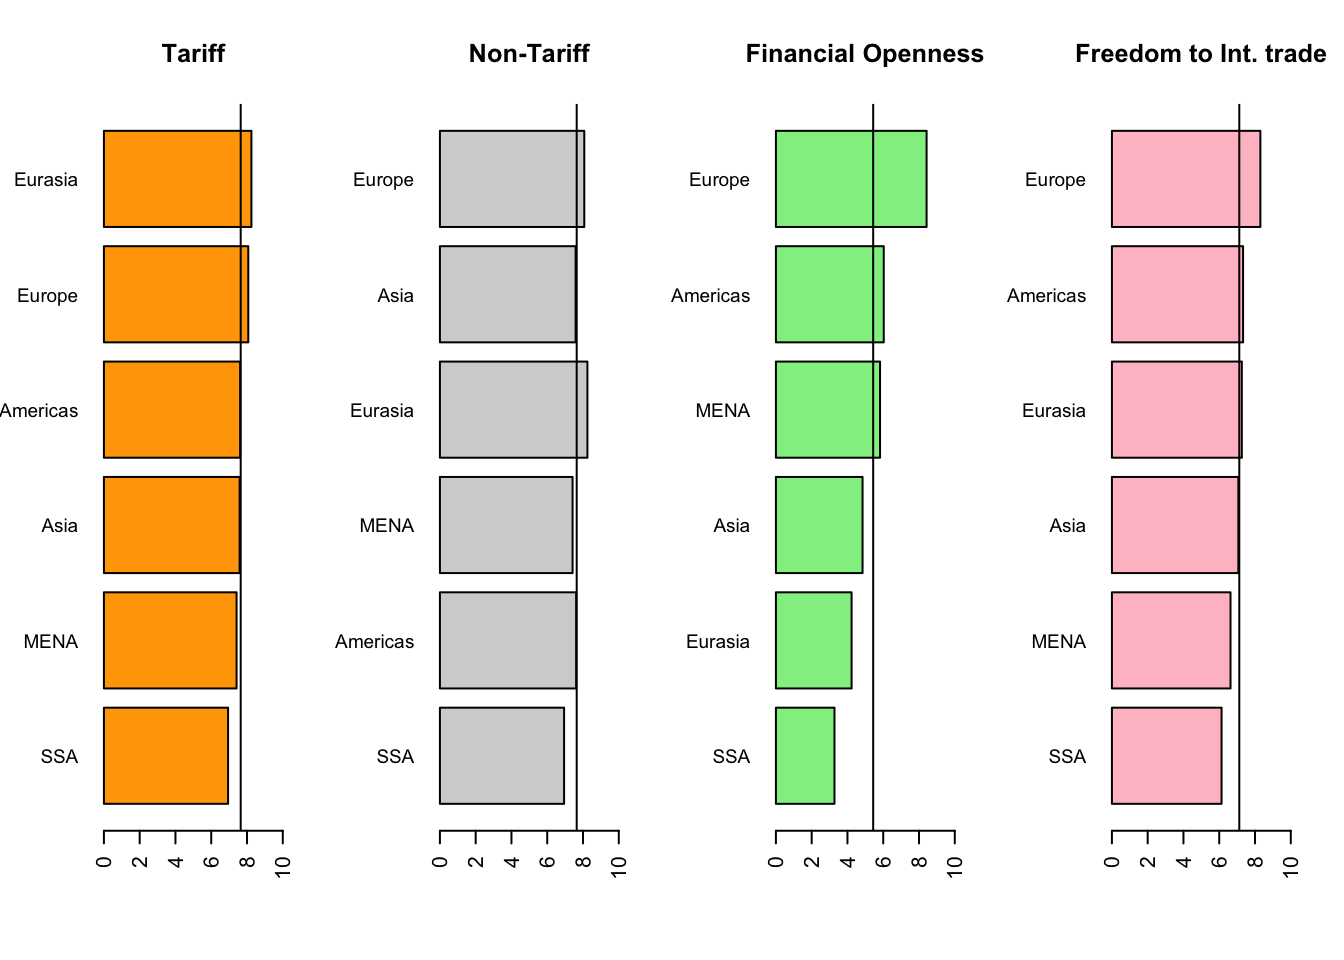 Tariff
Eurasia
Europe
Americas
Asia
MENA
SSA
0 2 4 6 8 10
Non-Tariff
Europe
Asia
Eurasia
MENA
Americas
SSA
0 2 4 6 8 10
Financial Openness
Europe
Americas
MENA
Asia
Eurasia
SSA
0 2 4 6 8 10
Freedom to Int. trade
Europe
Americas
Eurasia
Asia
MENA
SSA
0 2 4 6 8 10